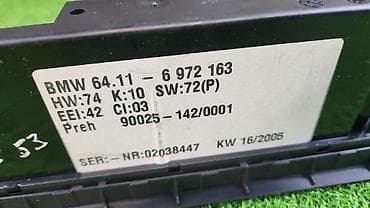 BMW 64.11 - 6 972 163
HW:74 K:10 SW:72(P)
EEI:42 CI:03
Preh 90025-142/0001
SER:-NR:02038447 KW 16/2005
53